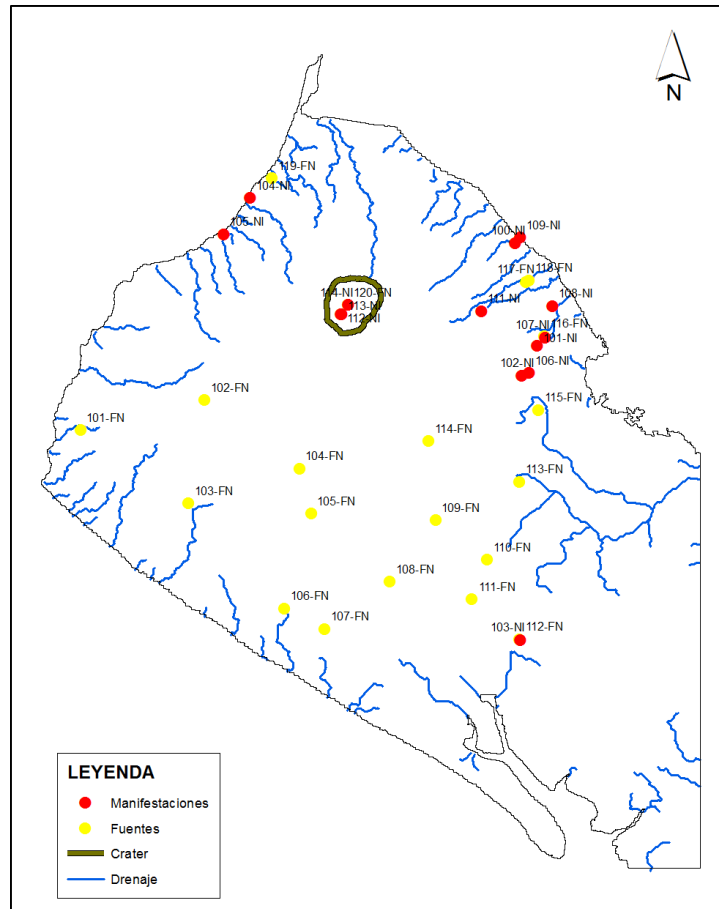 N
119-FN
104-NI
105-NI
100-NI
109-NI
117-FN
118-FN
114-NI
120-FN
113-NI
112-NI
111-NI
108-NI
107-NI
116-FN
101-NI
102-NI
106-NI
102-FN
115-FN
101-FN
114-FN
104-FN
113-FN
103-FN
105-FN
109-FN
110-FN
108-FN
111-FN
106-FN
107-FN
103-NI
112-FN
LEYENDA
Manifestaciones
Fuentes
Crater
Drenaje